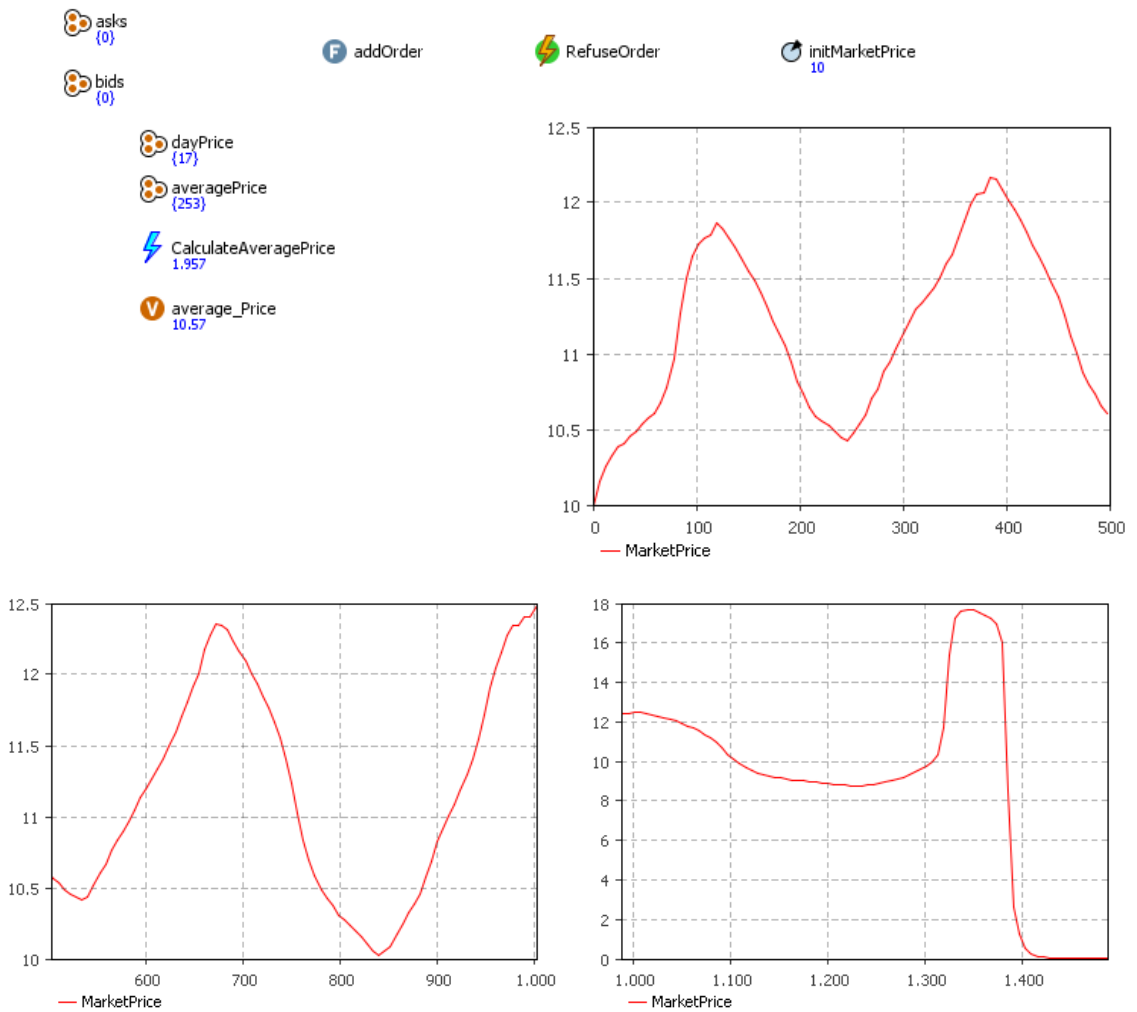 asks
{0}
addOrder
RefuseOrder
initMarketPrice
10
bids
{0}
dayPrice
{17}
averagePrice
{253}
CalculateAveragePrice
1.957
average_Price
10.57
12.5
12
11.5
11
10.5
10
0 100 200 300 400 500
MarketPrice
12.5
12
11.5
11
10.5
10
600 700 800 900 1.000
MarketPrice
18
16
14
12
10
8
6
4
2
0
1.000 1.100 1.200 1.300 1.400
MarketPrice